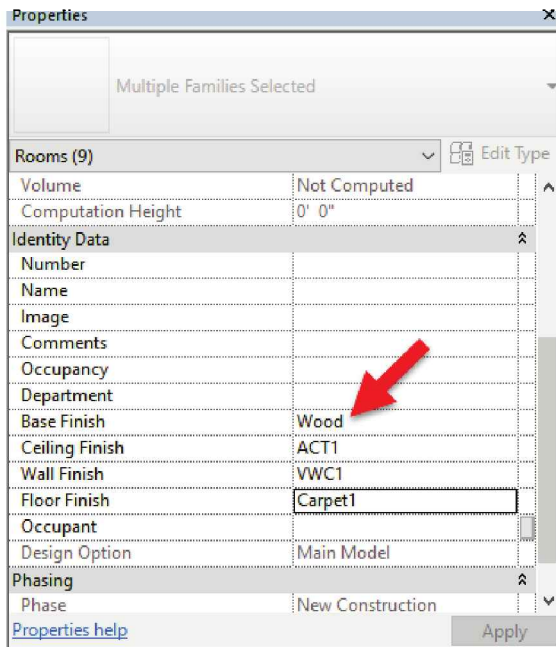 Properties
Multiple Families Selected
Rooms (9) Edit Type
Volume Not Computed
Computation Height 0' 0"
Identity Data
Number
Name
Image
Comments
Occupancy
Department
Base Finish Wood
Ceiling Finish ACT1
Wall Finish VWC1
Floor Finish Carpet1
Occupant
Design Option Main Model
Phasing
Phase New Construction
Properties help Apply